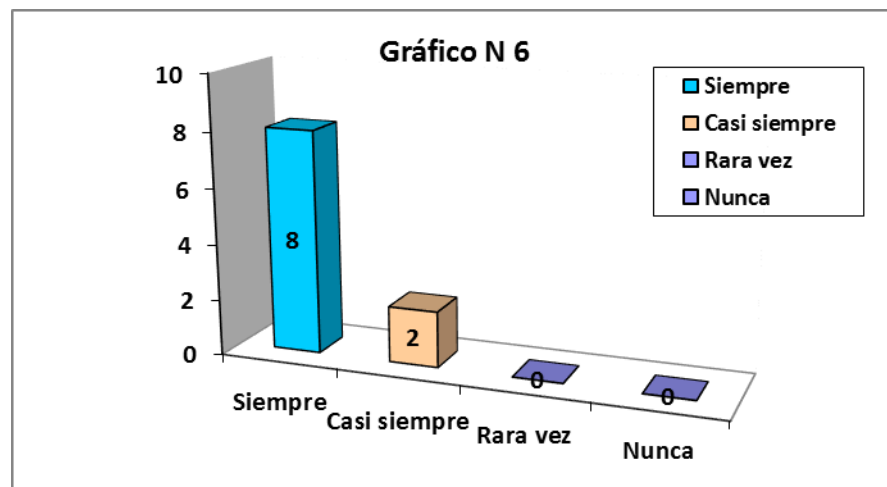 Gráfico N 6
10
8
6
4
2
0
8
2
0
0
Siempre
Casi siempre
Rara vez
Nunca
Siempre
Casi siempre
Rara vez
Nunca